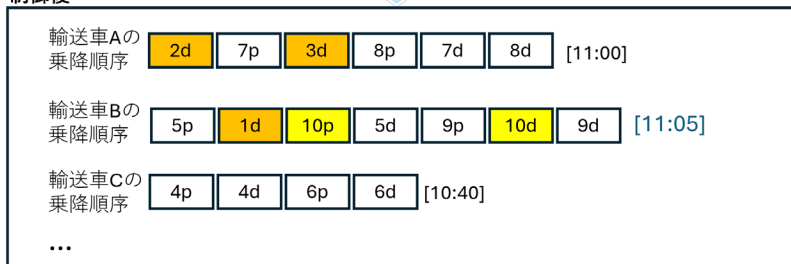 輸送車Aの
乗降順序
2d 7p 3d 8p 7d 8d [11:00]
輸送車Bの
乗降順序
5p 1d 10p 5d 9p 10d 9d [11:05]
輸送車Cの
乗降順序
4p 4d 6p 6d [10:40]
...